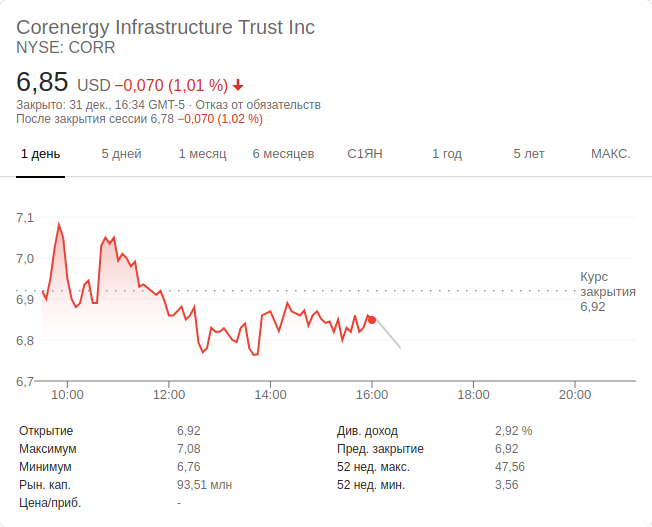 Corenergy Infrastructure Trust Inc
NYSE: CORR
6,85 USD −0,070 (1,01 %)
Закрыто: 31 дек., 16:34 GMT-5 · Отказ от обязательств
После закрытия сессии 6,78 −0,070 (1,02 %)
1 день 5 дней 1 месяц 6 месяцев С1ЯН 1 год 5 лет МАКС.
7,1
7,0
Курс
закрытия
6,9
6,92
6,8
6,7
10:00 12:00 14:00 16:00 18:00 20:00
Открытие 6,92 Див. доход 2,92 %
Максимум 7,08 Пред. закрытие 6,92
Минимум 6,76 52 нед. макс. 47,56
Рын. кап. 93,51 млн 52 нед. мин. 3,56
Цена/приб. -